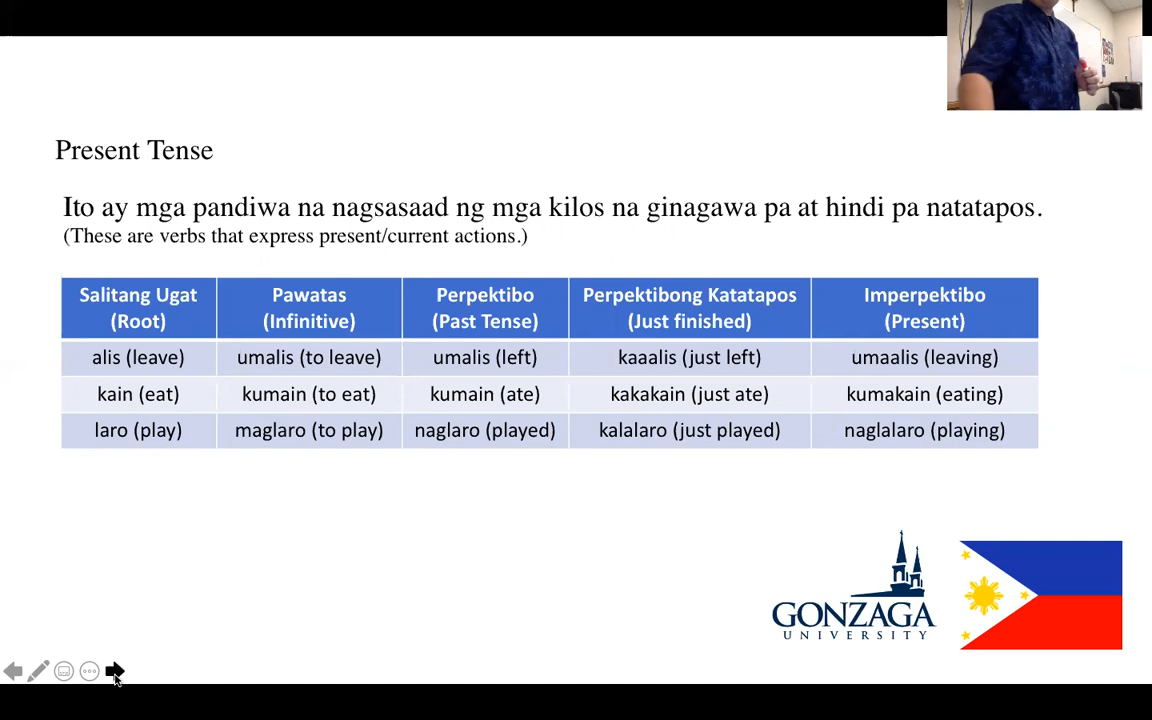 Present Tense
Ito ay mga pandiwa na nagsasaad ng mga kilos na ginagawa pa at hindi pa natatapos.
(These are verbs that express present/current actions.)
Salitang Ugat (Root)
Pawatas (Infinitive)
Perpektibo (Past Tense)
Perpektibong Katatapos (Just finished)
Imperpektibo (Present)
alis (leave) umalis (to leave) umalis (left) kaaalis (just left) umaalis (leaving)
kain (eat) kumain (to eat) kumain (ate) kakakain (just ate) kumakain (eating)
laro (play) maglaro (to play) naglaro (played) kalalaro (just played) naglalaro (playing)
GONZAGA
UNIVERSITY